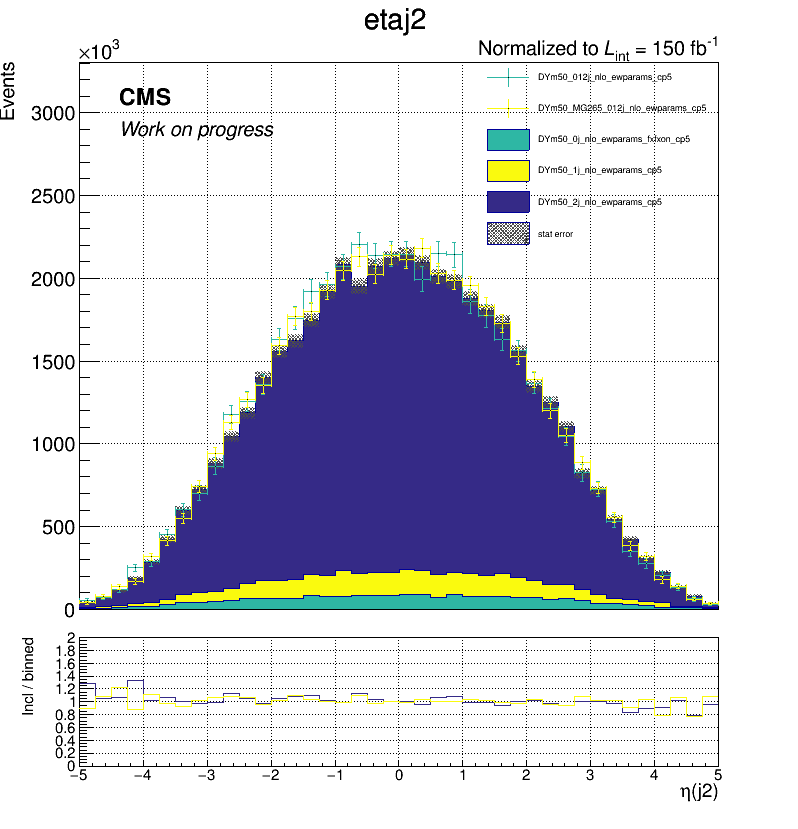 etaj2
×10³
Normalized to L_int = 150 fb⁻¹
Events
CMS
Work on progress
DYm50_012j_nlo_ewparams_cp5
DYm50_MG265_012j_nlo_ewparams_cp5
DYm50_0j_nlo_ewparams_fxfxon_cp5
DYm50_1j_nlo_ewparams_cp5
DYm50_2j_nlo_ewparams_cp5
stat error
3000
2500
2000
1500
1000
500
0
Incl / binned
2
1.8
1.6
1.4
1.2
1
0.8
0.6
0.4
0.2
0
−5 −4 −3 −2 −1 0 1 2 3 4 5
η(j2)